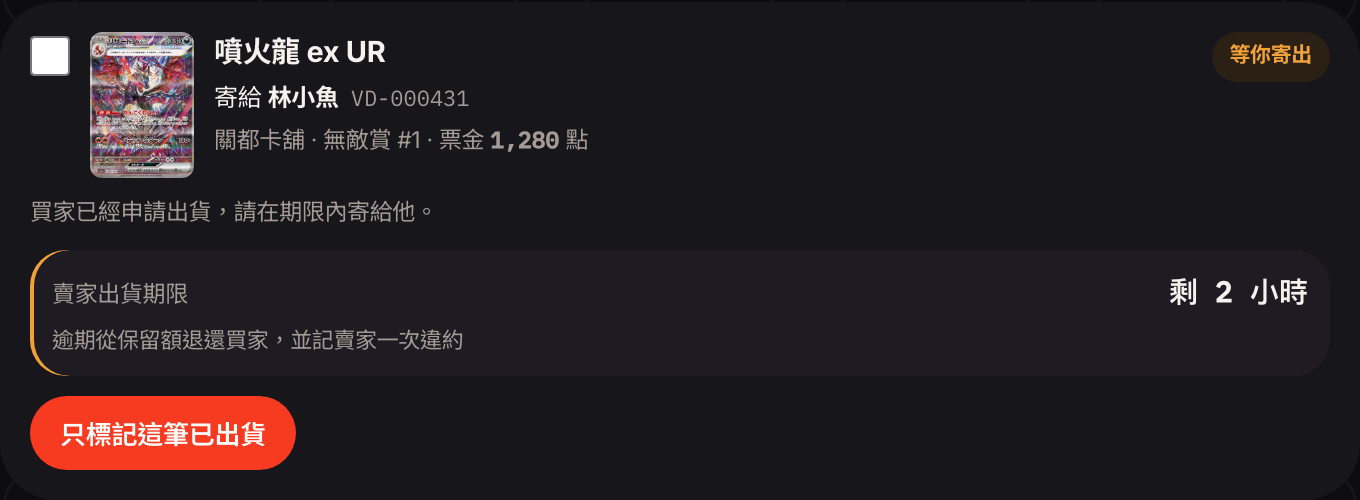 噴火龍 ex UR
等你寄出
寄給 林小魚 VD-000431
關都卡舖 · 無敵賞 #1 · 票金 1,280 點
買家已經申請出貨，請在期限內寄給他。
賣家出貨期限
剩 2 小時
逾期從保留額退還買家，並記賣家一次違約
只標記這筆已出貨